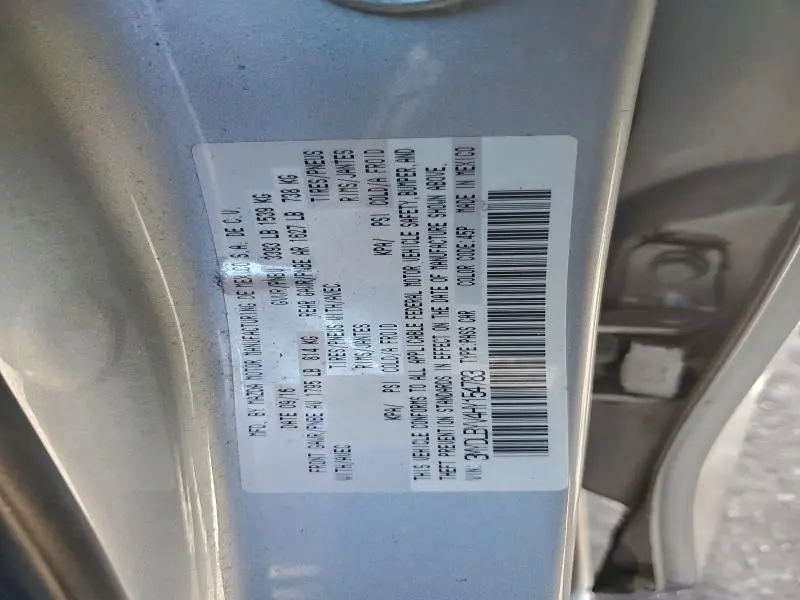 MFD. BY MAZDA MOTOR MANUFACTURING DE MEXICO S.A. DE C.V.
DATE 09/16 GVWR/PNBV 3393 LB 1539 KG
FRONT GAWR/PNBE AV 1795 LB 814 KG REAR GAWR/PNBE AR 1627 LB 738 KG
WITH/AVEC TIRES/PNEUS WITH/AVEC TIRES/PNEUS
RIMS/JANTES RIMS/JANTES
KPA/ PSI COLD/A FROID KPA/ PSI COLD/A FROID
THIS VEHICLE CONFORMS TO ALL APPLICABLE FEDERAL MOTOR VEHICLE SAFETY, BUMPER AND
THEFT PREVENTION STANDARDS IN EFFECT ON THE DATE OF MANUFACTURE SHOWN ABOVE.
VIN: TYPE:PASS CAR COLOR CODE:45P MADE IN MEXICO